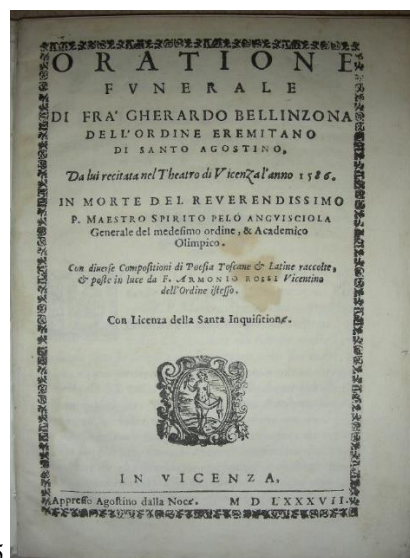 ORATIONE
FVNERALE
DI FRA' GHERARDO BELLINZONA
DELL'ORDINE EREMITANO
DI SANTO AGOSTINO,
Da lui recitata nel Theatro di Vicenza l'anno 1586.
IN MORTE DEL REVERENDISSIMO
P. MAESTRO SPIRITO PELO ANGVISCIOLA
Generale del medesimo ordine, & Academico
Olimpico.
Con diuerse Compositioni di Poesia Toscane & Latine raccolte,
& poste in luce da F. ARMONIO ROSSI Vicentino
dell'Ordine istesso.
Con Licenza della Santa Inquisitione.
IN VICENZA,
Appresso Agostino dalla Noce. M D LXXXVII.